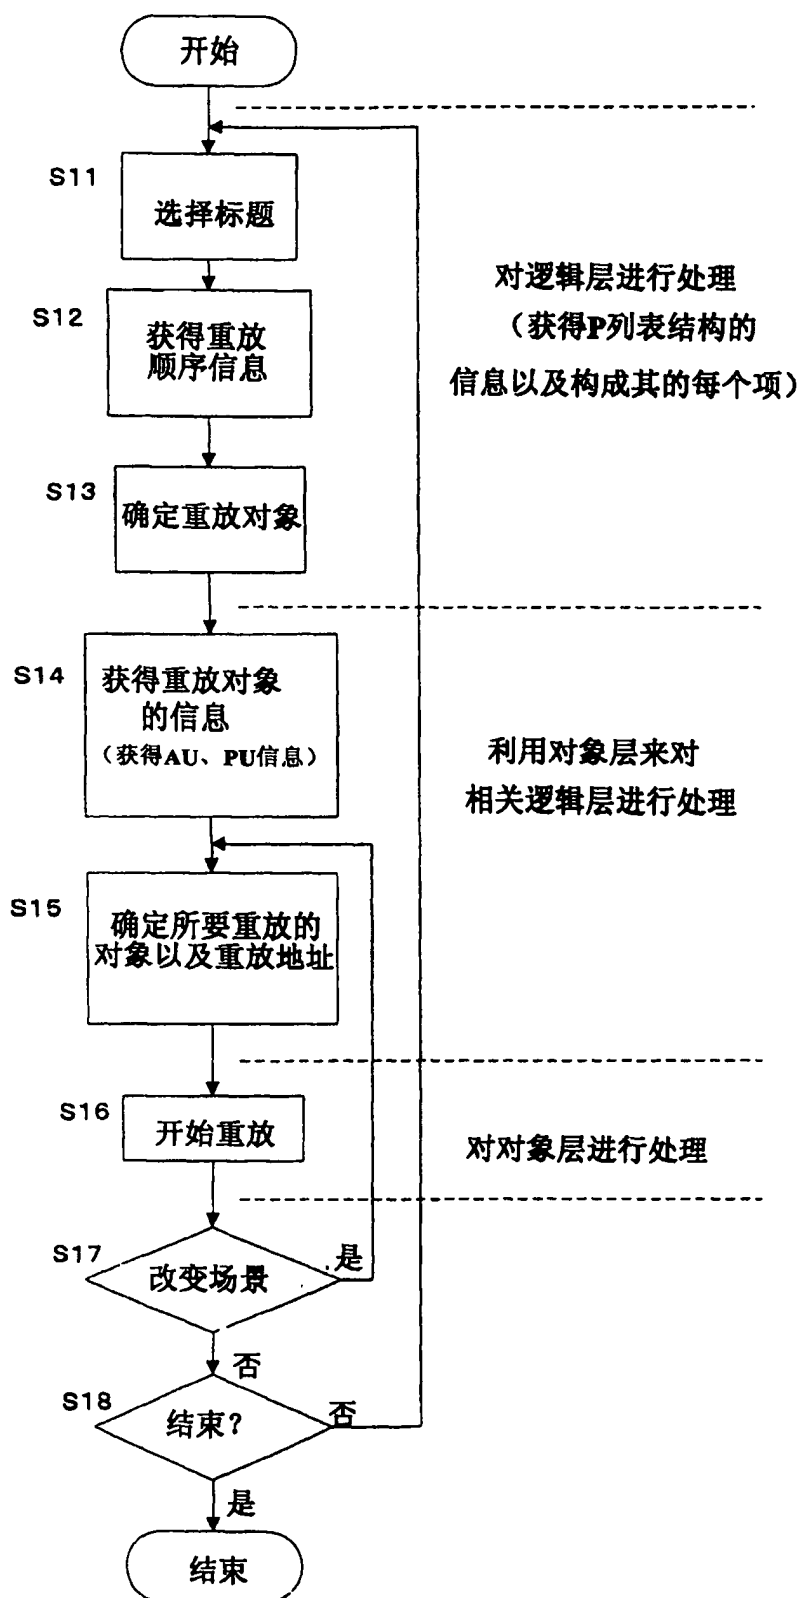 开始
S11
选择标题
对逻辑层进行处理
（获得P列表结构的
信息以及构成其的每个项）
S12
获得重放
顺序信息
S13
确定重放对象
S14
获得重放对象
的信息
（获得AU、PU信息）
利用对象层来对
相关逻辑层进行处理
S15
确定所要重放的
对象以及重放地址
S16
开始重放
对对象层进行处理
S17
改变场景
是
否
S18
结束？
否
是
结束